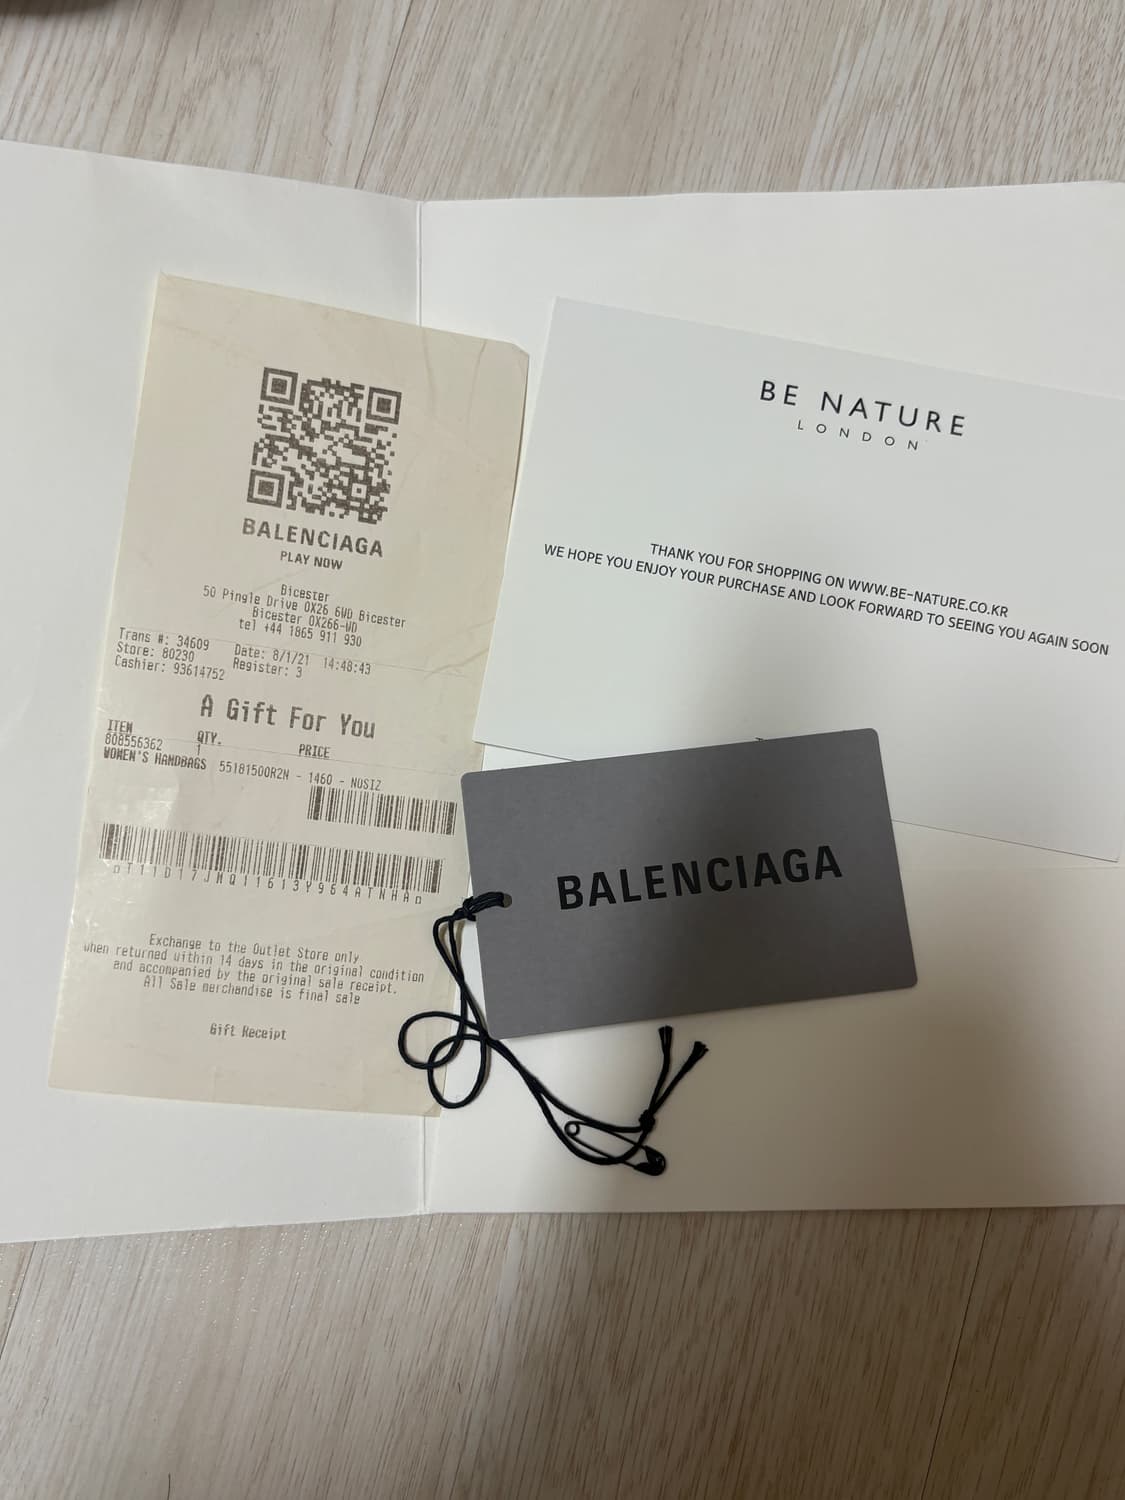 BALENCIAGA
PLAY NOW
Bicester
50 Pingle Drive OX26 6WD Bicester
Bicester OX266-WD
tel +44 1865 911 930
Trans #: 34609 Date: 8/1/21 14:48:43
Store: 80230 Register: 3
Cashier: 93614752
A Gift For You
ITEM QTY. PRICE
808556362 1
WOMEN'S HANDBAGS 55181500R2N - 1460 - NOSIZ
Exchange to the Outlet Store only
when returned within 14 days in the original condition
and accompanied by the original sale receipt.
All Sale merchandise is final sale
Gift Receipt
BE NATURE
LONDON
THANK YOU FOR SHOPPING ON WWW.BE-NATURE.CO.KR
WE HOPE YOU ENJOY YOUR PURCHASE AND LOOK FORWARD TO SEEING YOU AGAIN SOON
BALENCIAGA